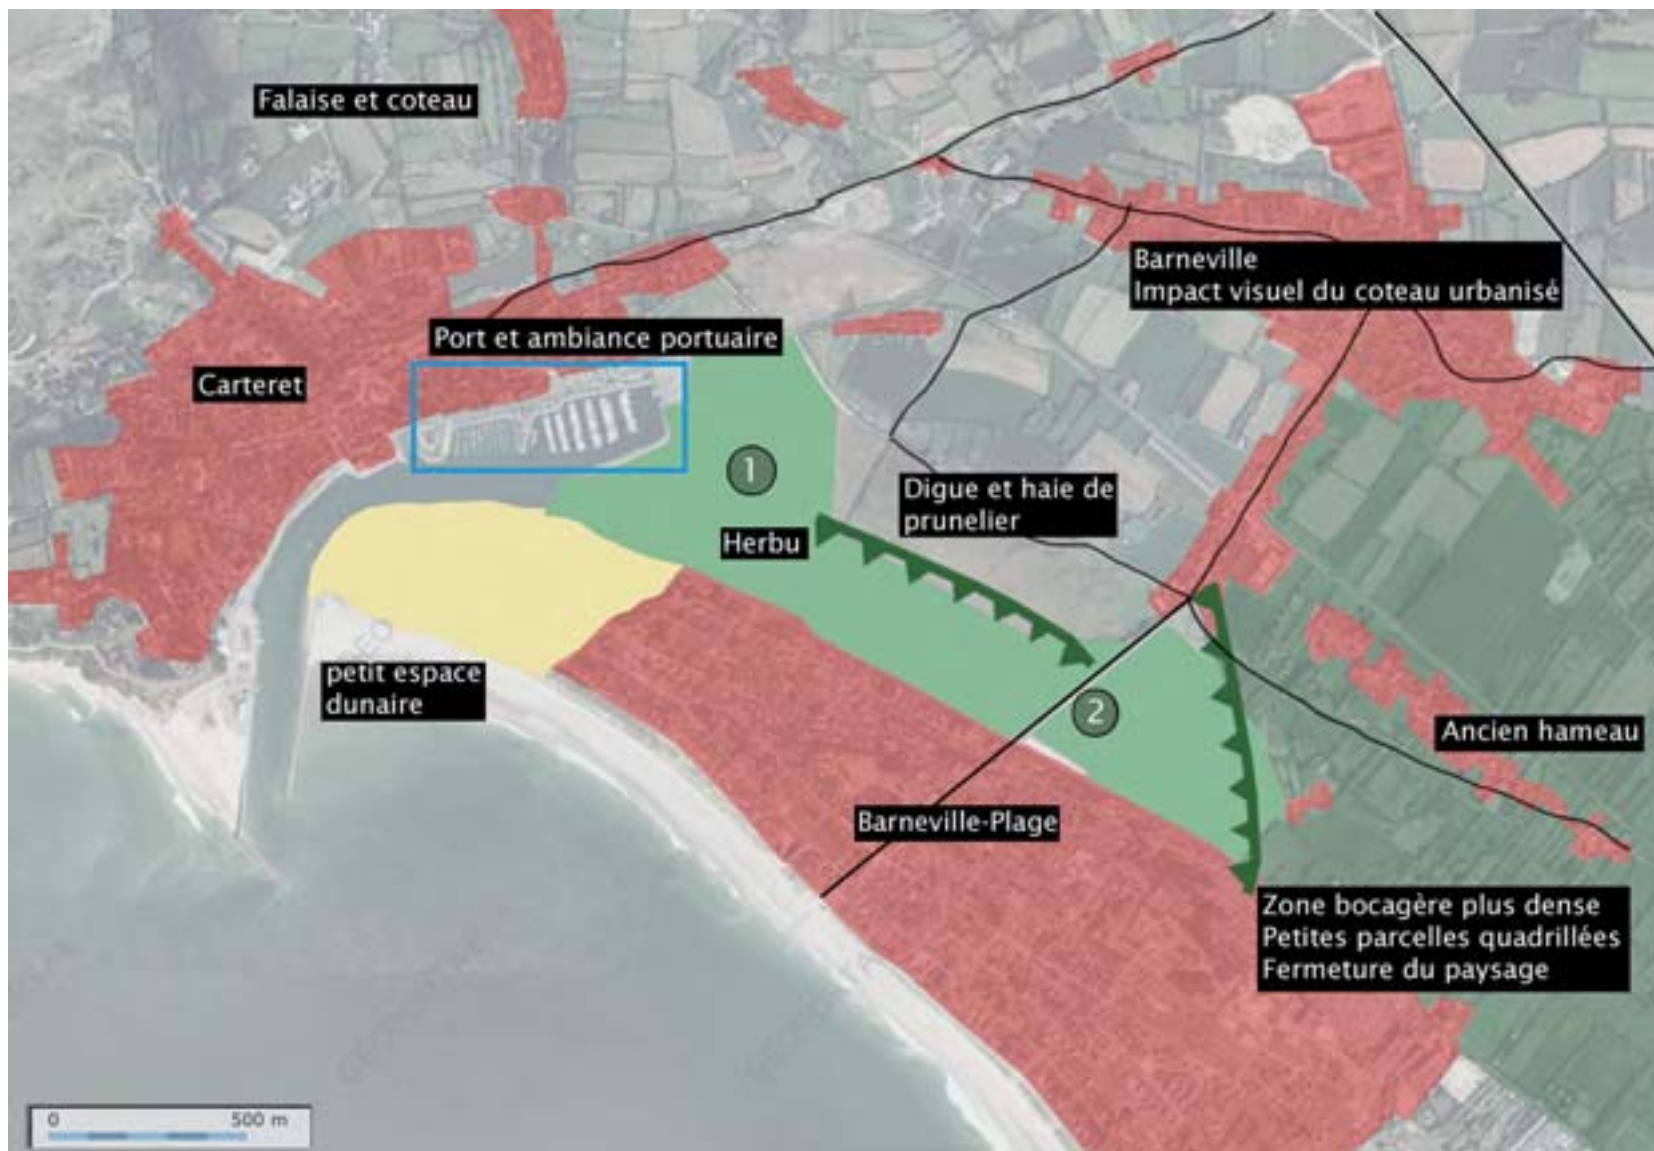 Falaise et coteau
Barneville
Impact visuel du coteau urbanisé
Port et ambiance portuaire
Carteret
1
Digue et haie de
prunelier
Herbu
petit espace
dunaire
2
Ancien hameau
Barneville-Plage
Zone bocagère plus dense
Petites parcelles quadrillées
Fermeture du paysage
0 500 m